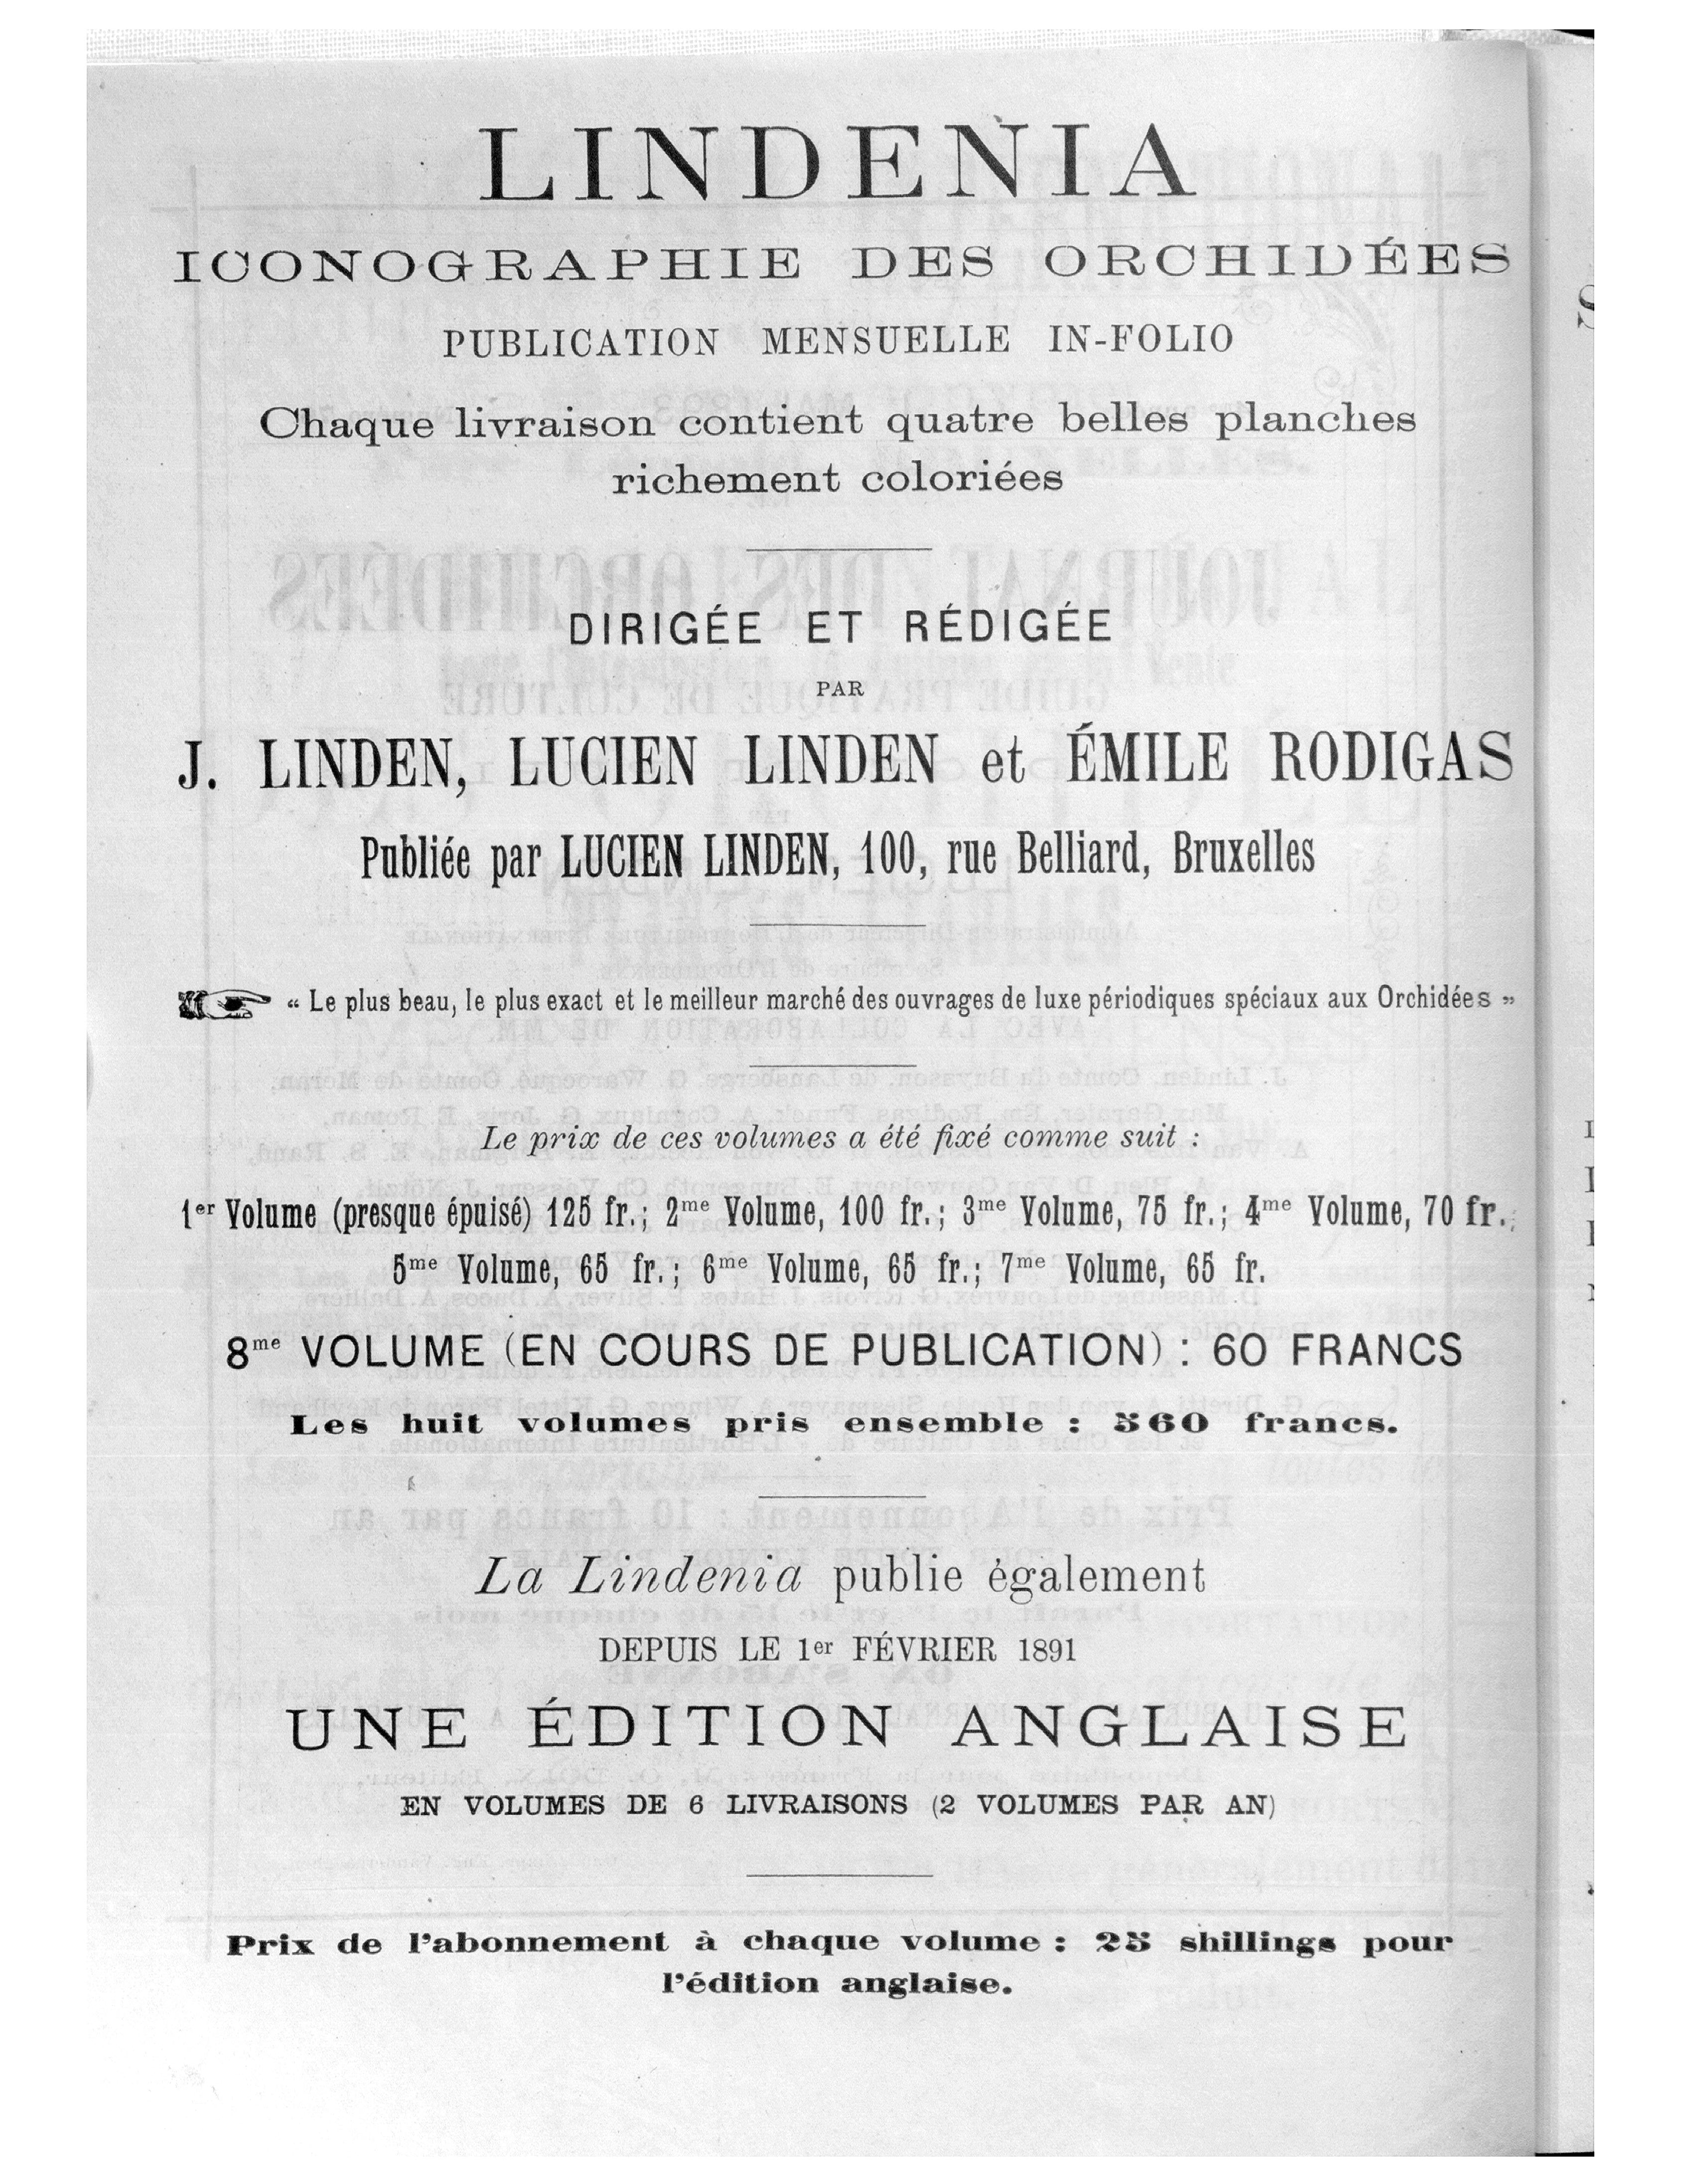 LINDENIA
ICONOGRAPHIE DES ORCHIDÉES
PUBLICATION MENSUELLE IN-FOLIO
Chaque livraison contient quatre belles planches
richement coloriées
DIRIGÉE ET RÉDIGÉE
PAR
J. LINDEN, LUCIEN LINDEN et ÉMILE RODIGAS
Publiée par LUCIEN LINDEN, 100, rue Belliard, Bruxelles
“ Le plus beau, le plus exact et le meilleur marché des ouvrages de luxe périodiques spéciaux aux Orchidées ”
Le prix de ces volumes a été fixé comme suit :
1er Volume (presque épuisé) 125 fr.; 2me Volume, 100 fr.; 3me Volume, 75 fr.; 4me Volume, 70 fr.;
5me Volume, 65 fr.; 6me Volume, 65 fr.; 7me Volume, 65 fr.
8me VOLUME (EN COURS DE PUBLICATION) : 60 FRANCS
Les huit volumes pris ensemble : 560 francs.
La Lindenia publie également
DEPUIS LE 1er FÉVRIER 1891
UNE ÉDITION ANGLAISE
EN VOLUMES DE 6 LIVRAISONS (2 VOLUMES PAR AN)
Prix de l'abonnement à chaque volume : 25 shillings pour
l'édition anglaise.